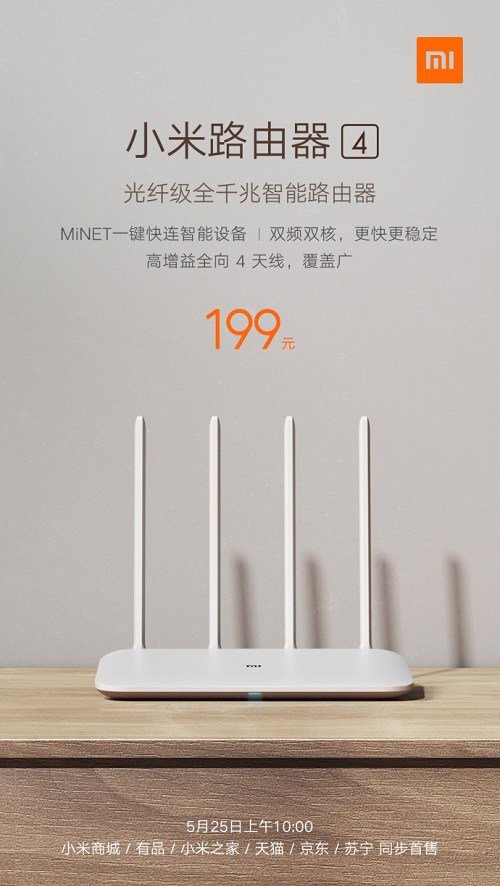 mi
小米路由器 4
光纤级全千兆智能路由器
MiNET一键快连智能设备 | 双频双核，更快更稳定
高增益全向 4 天线，覆盖广
199元
mi
5月25日上午10:00
小米商城 / 有品 / 小米之家 / 天猫 / 京东 / 苏宁 同步首售